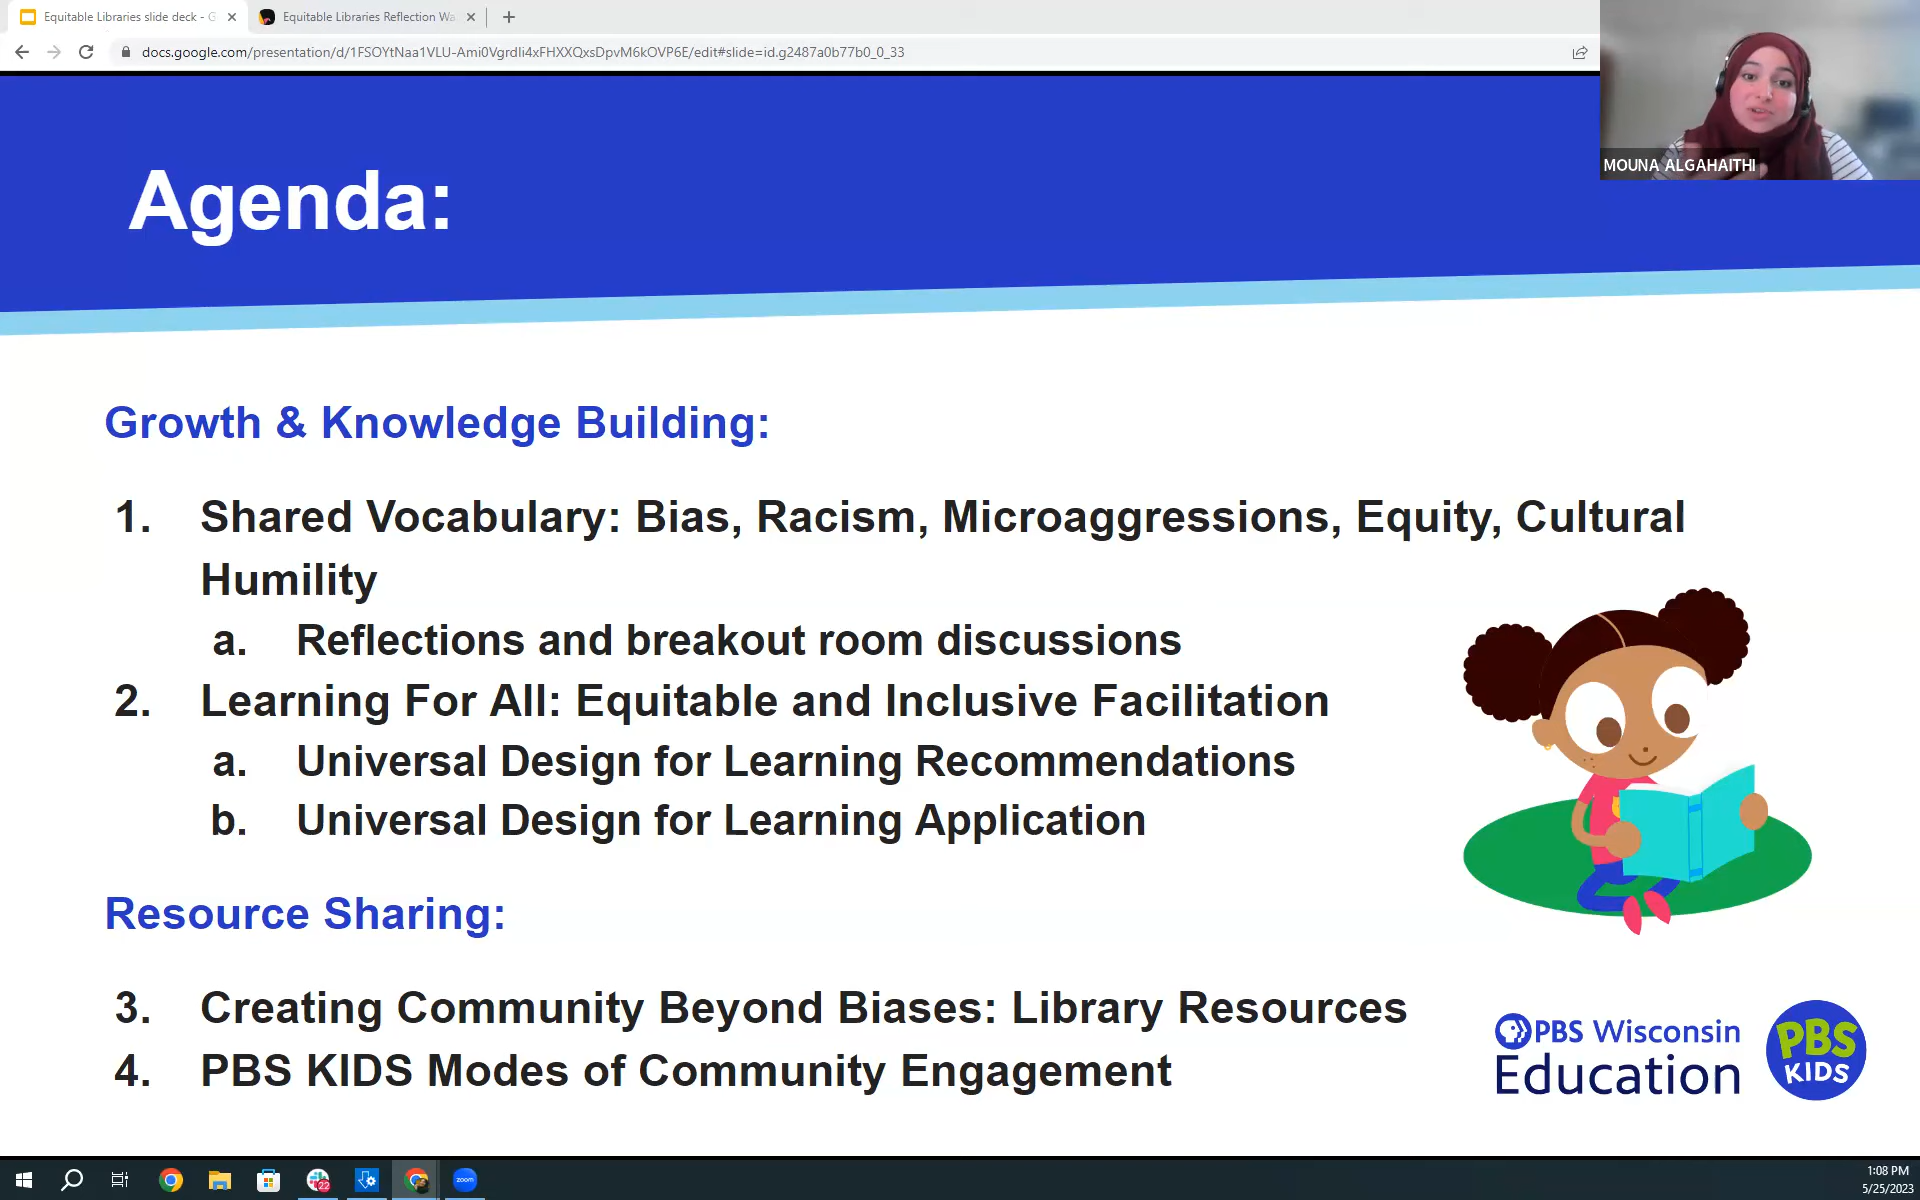 Equitable Libraries slide deck - G
Equitable Libraries Reflection Wa
docs.google.com/presentation/d/1FSOYtNaa1VLU-Ami0Vgrdli4xFHXXQxsDpvM6kOVP6E/edit#slide=id.g2487a0b77b0_0_33
MOUNA ALGAHAITHI
Agenda:
Growth & Knowledge Building:
1. Shared Vocabulary: Bias, Racism, Microaggressions, Equity, Cultural
Humility
a. Reflections and breakout room discussions
2. Learning For All: Equitable and Inclusive Facilitation
a. Universal Design for Learning Recommendations
b. Universal Design for Learning Application
Resource Sharing:
3. Creating Community Beyond Biases: Library Resources
4. PBS KIDS Modes of Community Engagement
PBS Wisconsin
Education
PBS
KIDS
22
zoom
1:08 PM
5/25/2023